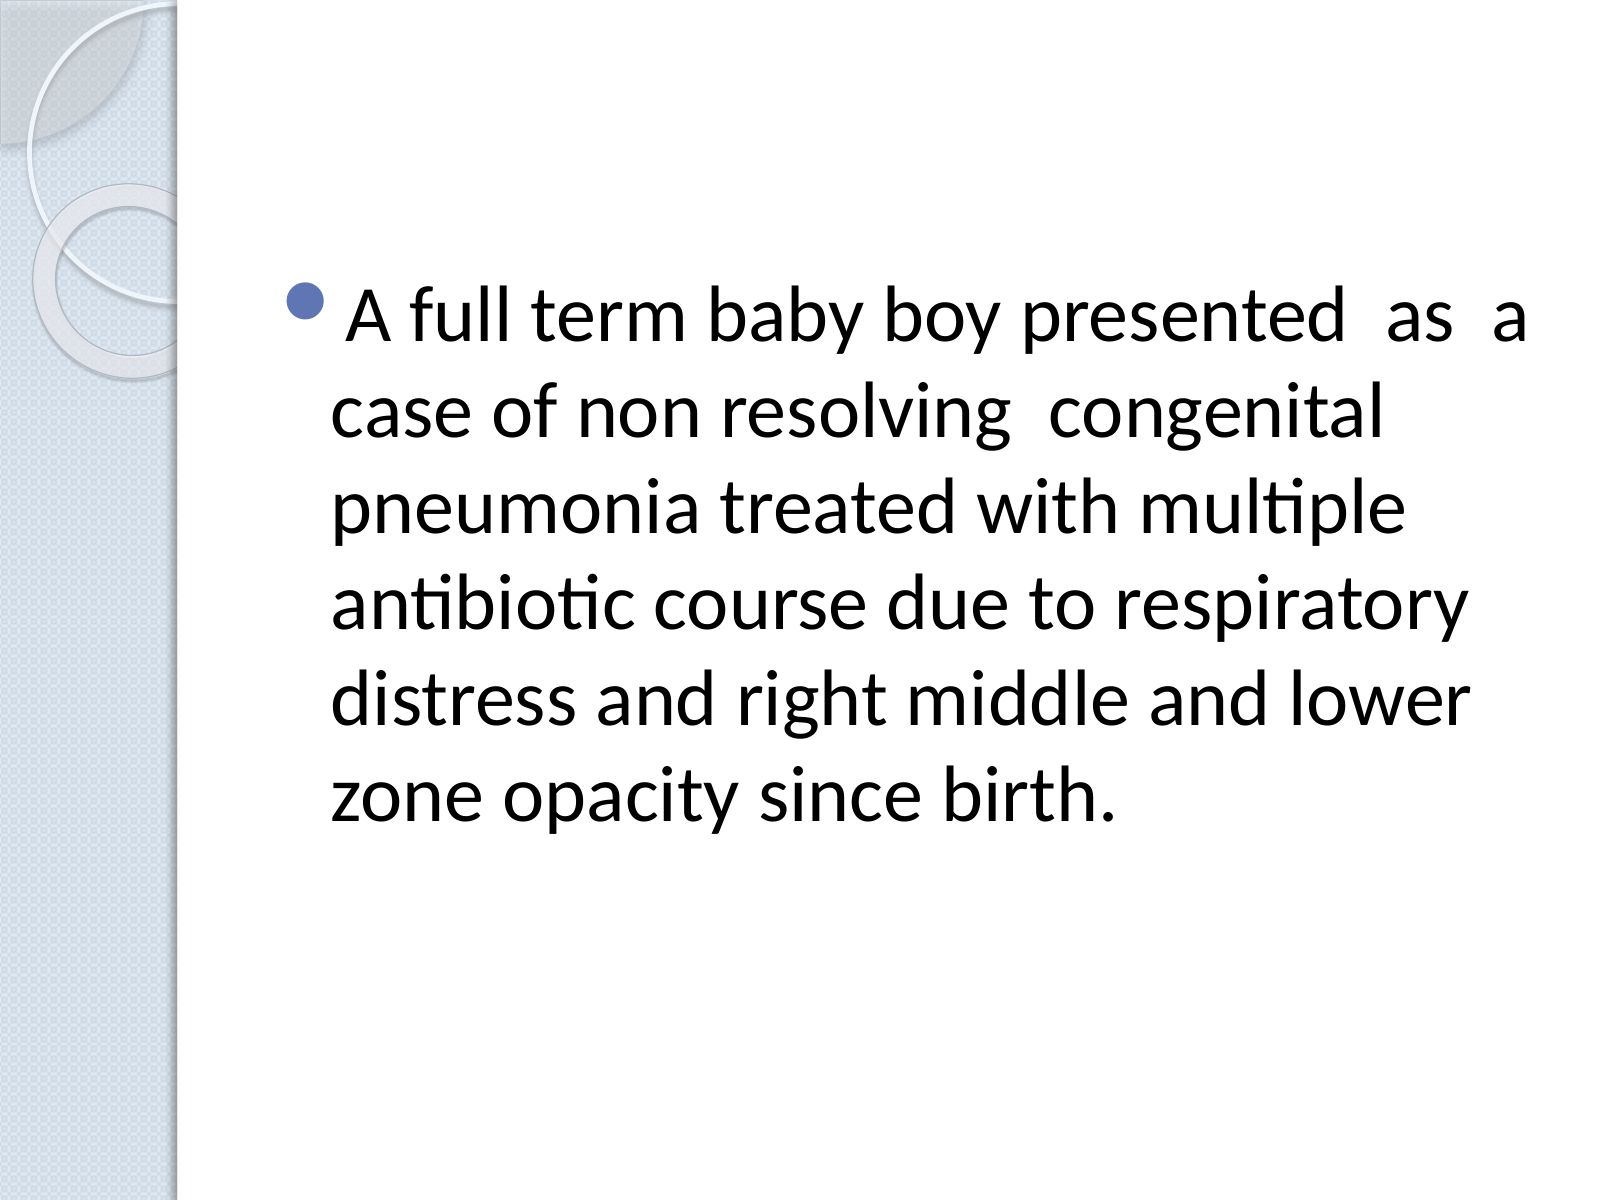 A full term baby boy presented  as  a
case of non resolving  congenital
pneumonia treated with multiple
antibiotic course due to respiratory
distress and right middle and lower
zone opacity since birth.